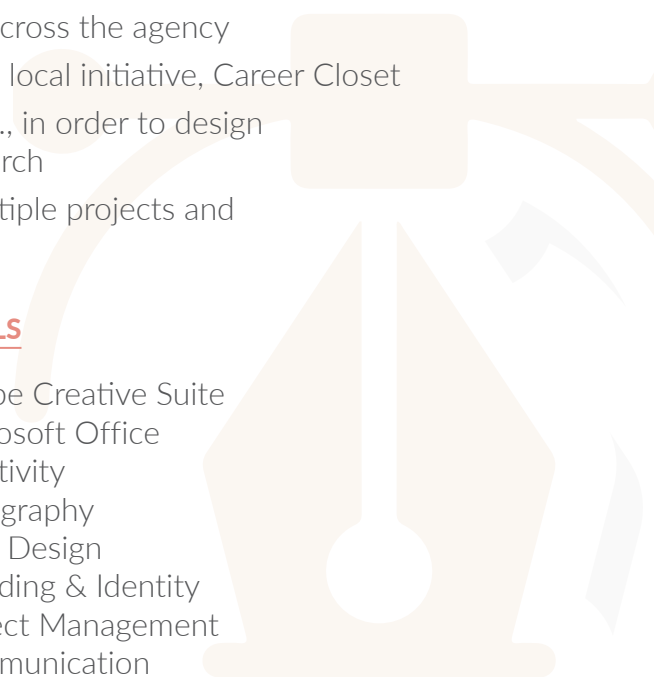 cross the agency
local initiative, Career Closet
., in order to design
rch
tiple projects and
LS
be Creative Suite
osoft Office
tivity
graphy
Design
ding & Identity
ect Management
munication